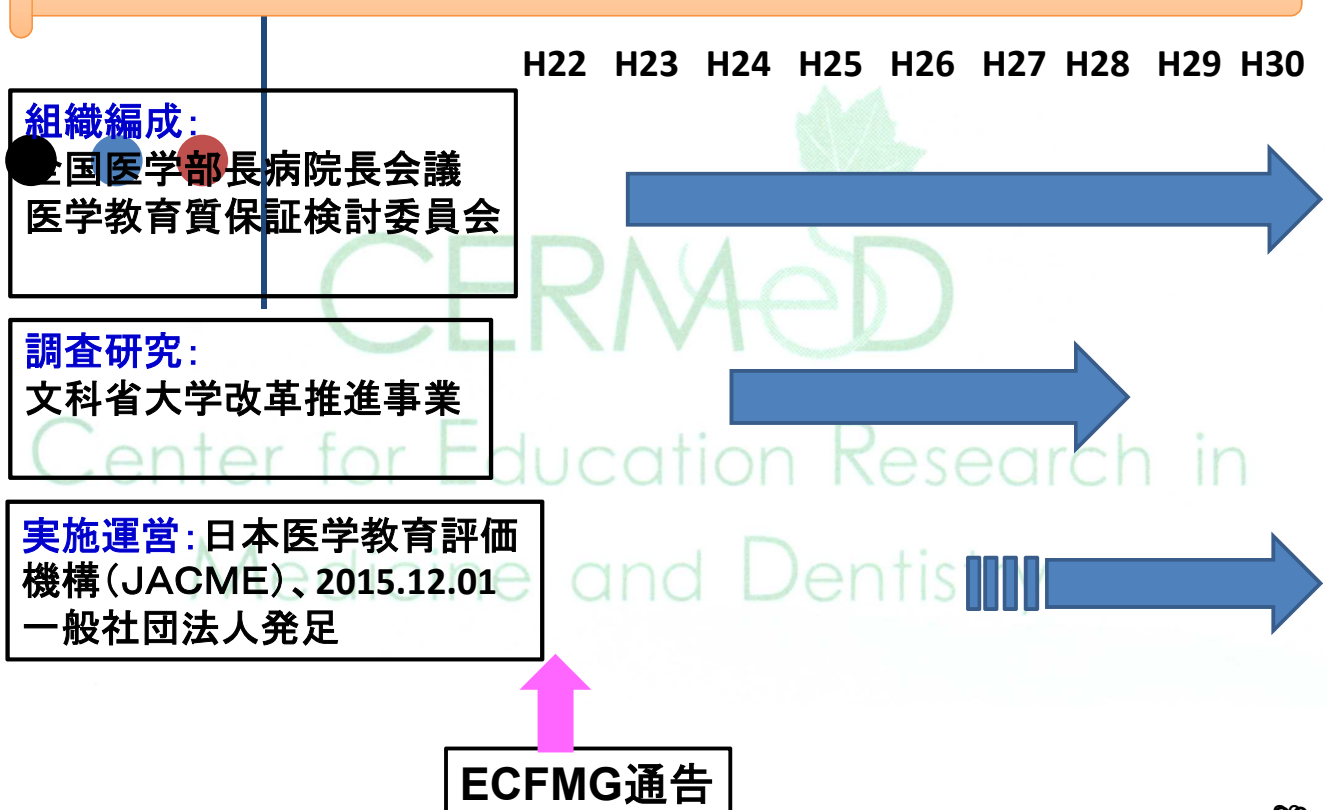 H22 H23 H24 H25 H26 H27 H28 H29 H30
組織編成：
全国医学部長病院長会議
医学教育質保証検討委員会
調査研究：
文科省大学改革推進事業
実施運営：日本医学教育評価
機構（JACME）、2015.12.01
一般社団法人発足
ECFMG通告
CERMeD
Center for Education Research in
Medicine and Dentistry